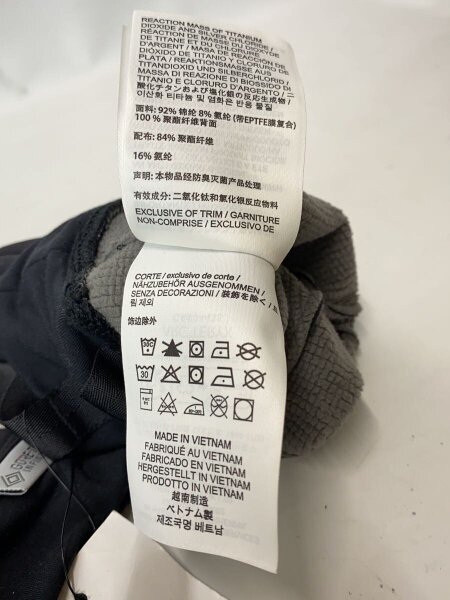 REACTION MASS OF TITANIUM
DIOXIDE AND SILVER CHLORIDE /
RÉACTION DE MASSE DU DIOXYDE
DE TITANE ET DU CHLORURE
D'ARGENT / MASA DE REACCIÓN DE
DIÓXIDO DE TITANIO Y CLORURO DE
PLATA / REAKTIONSMASSE AUS
TITANDIOXID UND SILBERCHLORID /
MASSA DI REAZIONE DI BIOSSIDO DI
TITANIO E CLORURO D'ARGENTO / 二
酸化チタンおよび塩化銀の反応生成物 /
이산화 티타늄 및 염화은 반응 물질
面料: 92% 锦纶 8% 氨纶 (带EPTFE膜复合)
100% 聚酯纤维背面
配布: 84% 聚酯纤维
16% 氨纶
声明: 本物品经防臭灭菌产品处理
有效成分: 二氧化钛和氯化银反应物料
EXCLUSIVE OF TRIM / GARNITURE
NON-COMPRISE / EXCLUSIVO DE
CORTE / exclusivo de corte /
NÄHZUBEHÖR AUSGENOMMEN /
SENZA DECORAZIONI / 装飾を除く /
림 제외
饰边除外
30C
30
MADE IN VIETNAM
FABRIQUÉ AU VIETNAM
FABRICADO EN VIETNAM
HERGESTELLT IN VIETNAM
PRODOTTO IN VIETNAM
越南制造
ベトナム製
제조국명 베트남